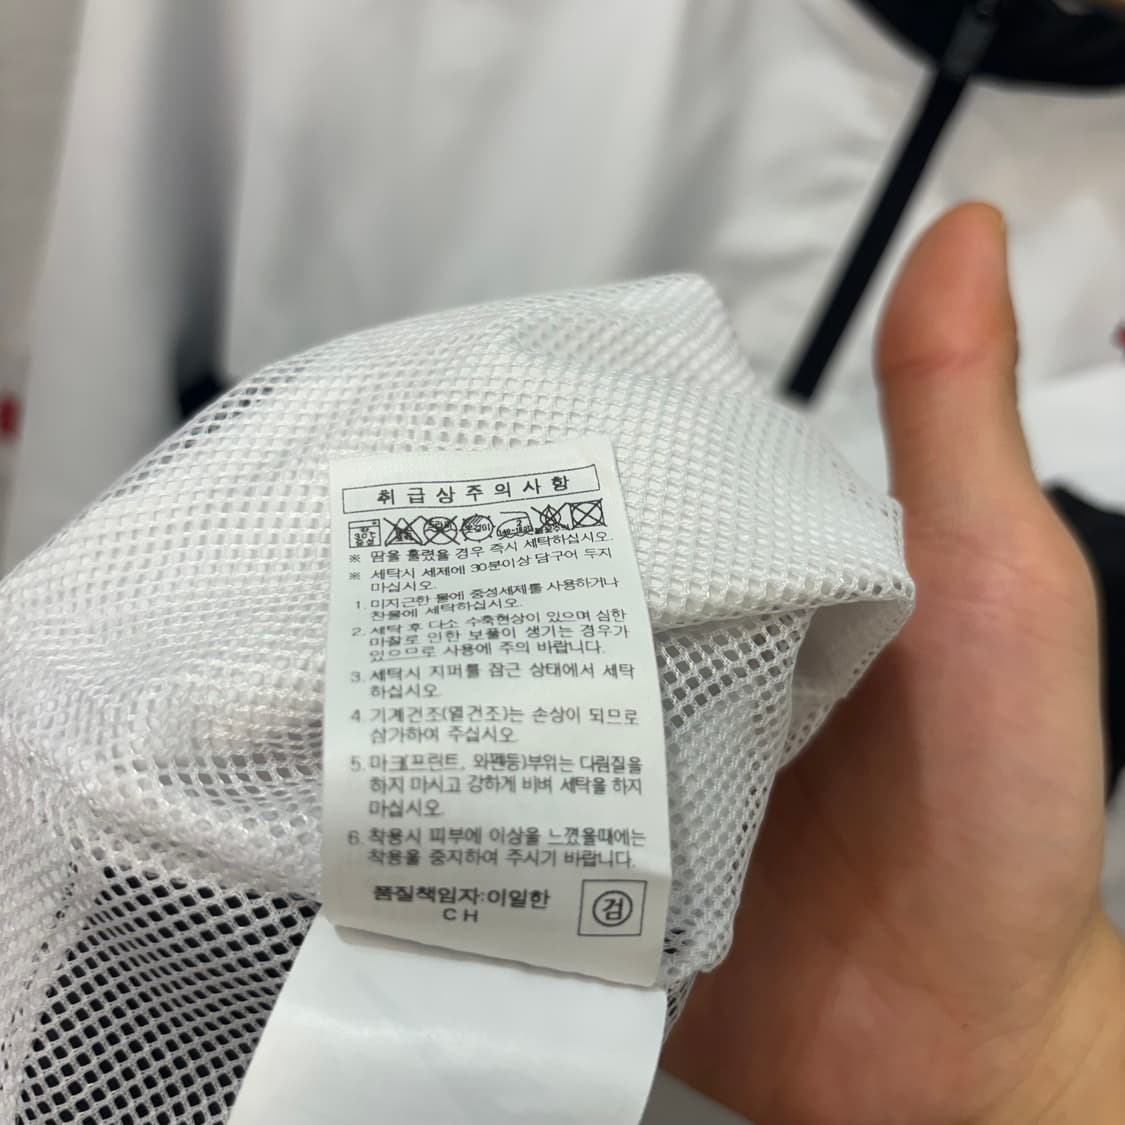 취급상주의사항
※ 땀을 흘렸을 경우 즉시 세탁하십시오.
※ 세탁시 세제에 30분이상 담구어 두지
마십시오.
1. 미지근한 물에 중성세제를 사용하거나
찬물에 세탁하십시오.
2. 세탁 후 다소 수축현상이 있으며 심한
마찰로 인한 보풀이 생기는 경우가
있으므로 사용에 주의 바랍니다.
3. 세탁시 지퍼를 잠근 상태에서 세탁
하십시오.
4. 기계건조(열건조)는 손상이 되므로
삼가하여 주십시오.
5. 마크(프린트, 와펜등)부위는 다림질을
하지 마시고 강하게 비벼 세탁을 하지
마십시오.
6. 착용시 피부에 이상을 느꼈을때에는
착용을 중지하여 주시기 바랍니다.
품질책임자:이일한
CH
검